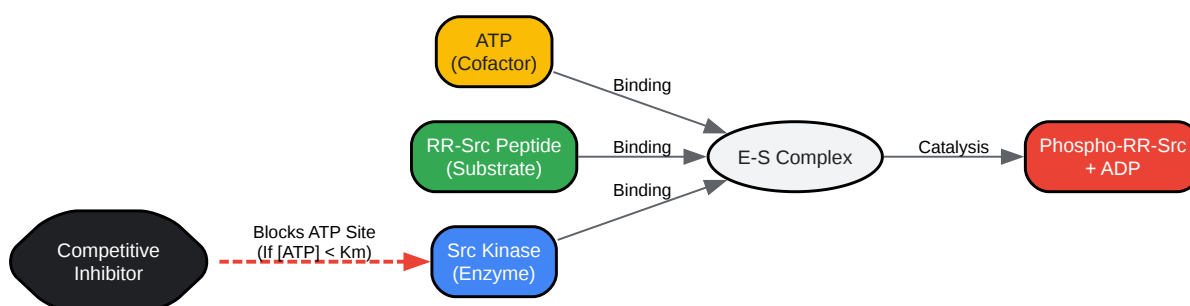 ATP
(Cofactor)
Binding
RR-Src Peptide
(Substrate)
Binding
E-S Complex
Catalysis
Phospho-RR-Src
+ ADP
Binding
Competitive
Inhibitor
Blocks ATP Site
(If [ATP] < Km)
Src Kinase
(Enzyme)